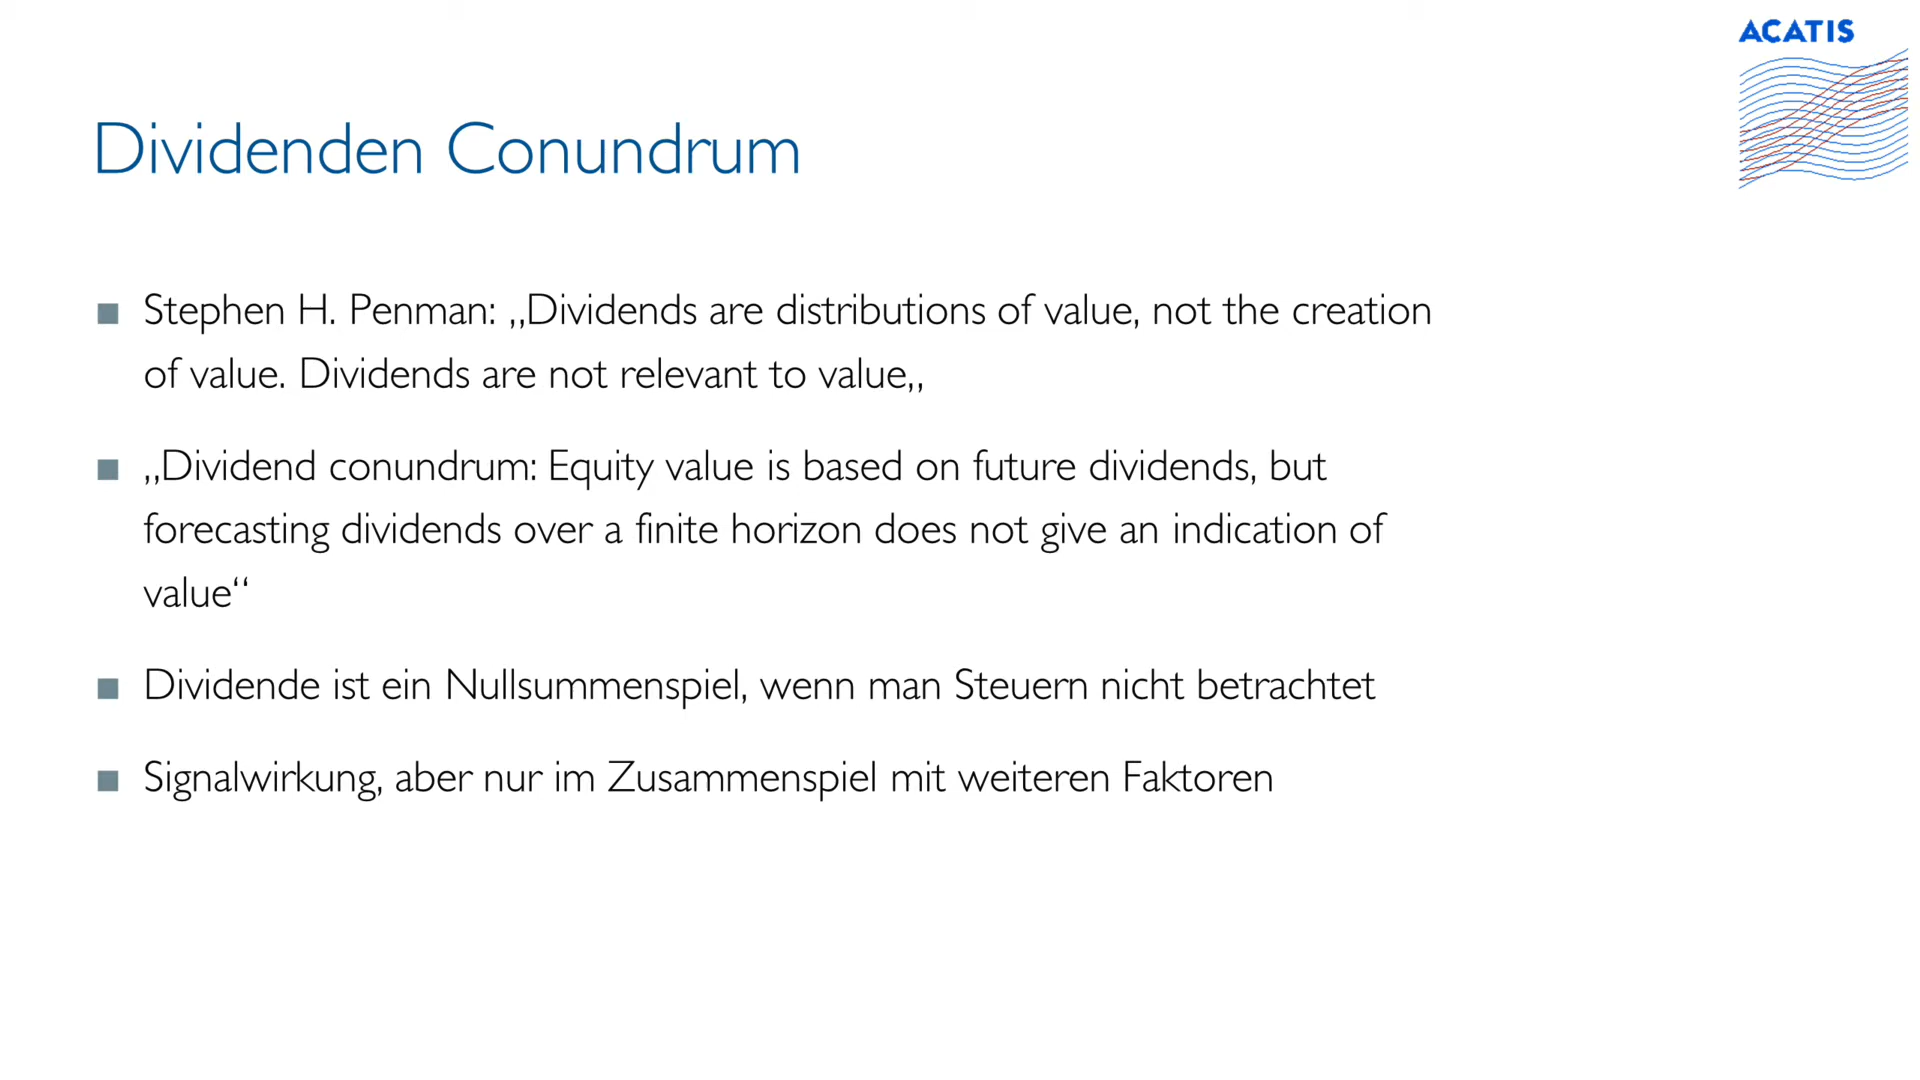 ACATIS
Dividenden Conundrum
Stephen H. Penman: „Dividends are distributions of value, not the creation
of value. Dividends are not relevant to value„
„Dividend conundrum: Equity value is based on future dividends, but
forecasting dividends over a finite horizon does not give an indication of
value“
Dividende ist ein Nullsummenspiel, wenn man Steuern nicht betrachtet
Signalwirkung, aber nur im Zusammenspiel mit weiteren Faktoren